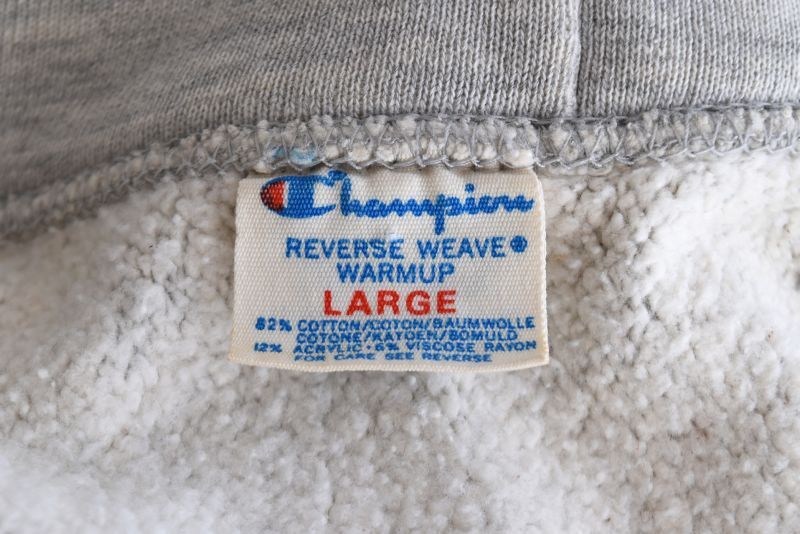 Champion
REVERSE WEAVE®
WARMUP
LARGE
82% COTTON/COTON/BAUMWOLLE
COTONE/KATOEN/BOMULD
12% ACRYLIC/6% VISCOSE RAYON
FOR CARE SEE REVERSE